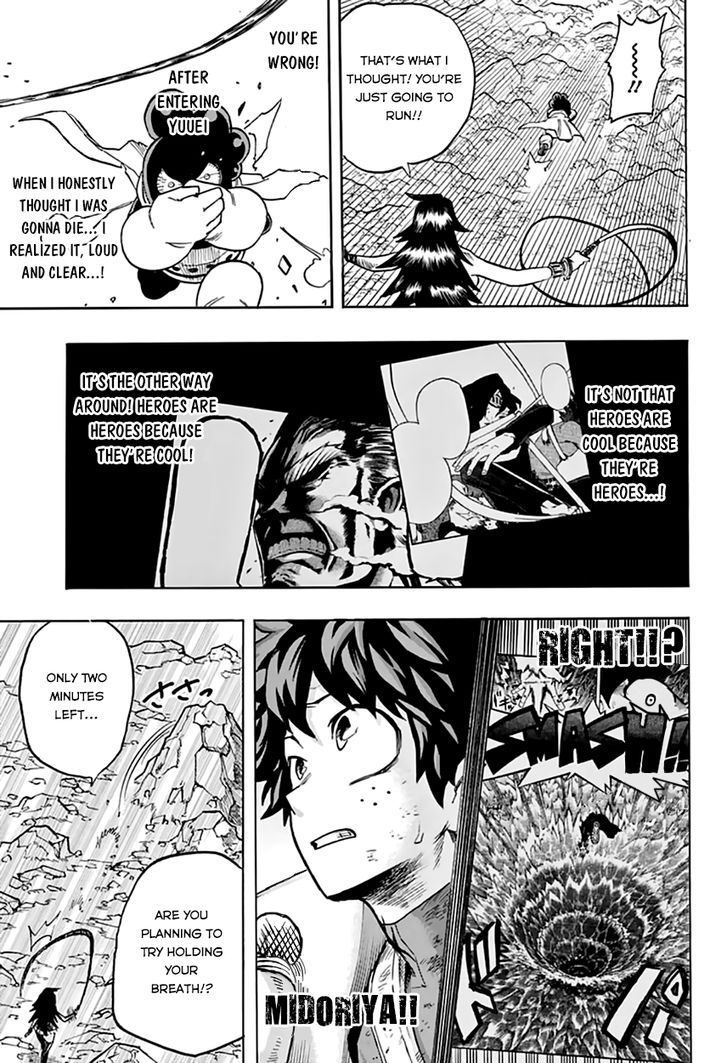 THAT'S WHAT I
THOUGHT! YOU'RE
JUST GOING TO
RUN!!
YOU'RE
WRONG!
AFTER
ENTERING
YUUEI
WHEN I HONESTLY
THOUGHT I WAS
GONNA DIE... I
REALIZED IT, LOUD
AND CLEAR...!
IT'S NOT THAT
HEROES ARE
COOL BECAUSE
THEY'RE
HEROES...!
IT'S THE OTHER WAY
AROUND! HEROES ARE
HEROES BECAUSE
THEY'RE COOL!
RIGHT!!?
SMASH!!
MIDORIYA!!
ONLY TWO
MINUTES
LEFT...
ささっ
ARE YOU
PLANNING TO
TRY HOLDING
YOUR
BREATH!?